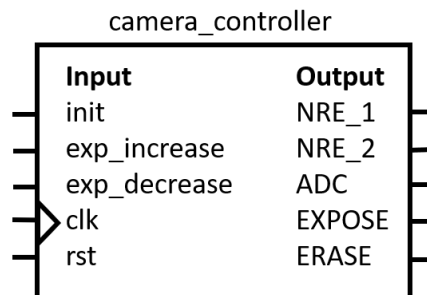 camera_controller
Input Output
init NRE_1
exp_increase NRE_2
exp_decrease ADC
clk EXPOSE
rst ERASE